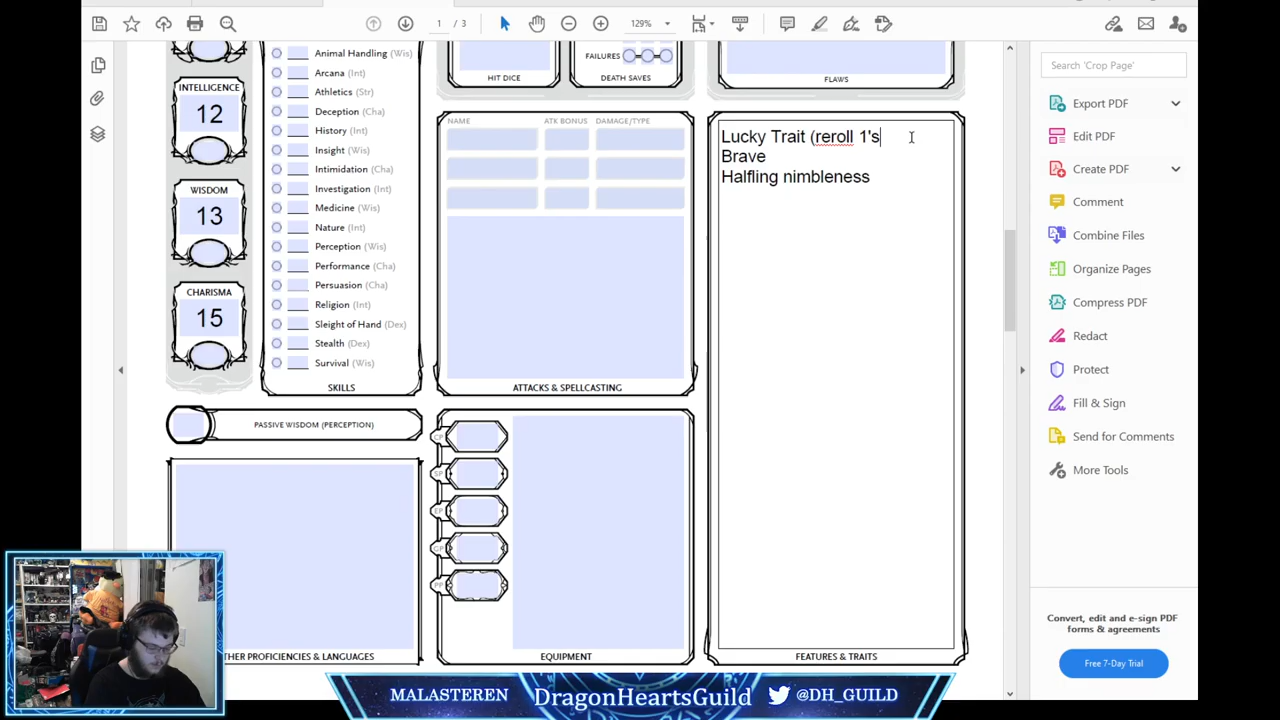 1 / 3
129%
Search 'Crop Page'
Export PDF
Edit PDF
Create PDF
Comment
Combine Files
Organize Pages
Compress PDF
Redact
Protect
Fill & Sign
Send for Comments
More Tools
Convert, edit and e-sign PDF
forms & agreements
Free 7-Day Trial
INTELLIGENCE
12
WISDOM
13
CHARISMA
15
Animal Handling (Wis)
Arcana (Int)
Athletics (Str)
Deception (Cha)
History (Int)
Insight (Wis)
Intimidation (Cha)
Investigation (Int)
Medicine (Wis)
Nature (Int)
Perception (Wis)
Performance (Cha)
Persuasion (Cha)
Religion (Int)
Sleight of Hand (Dex)
Stealth (Dex)
Survival (Wis)
SKILLS
PASSIVE WISDOM (PERCEPTION)
THER PROFICIENCIES & LANGUAGES
HIT DICE
FAILURES
DEATH SAVES
NAME ATK BONUS DAMAGE/TYPE
ATTACKS & SPELLCASTING
CP
SP
EP
GP
PP
EQUIPMENT
FLAWS
Lucky Trait (reroll 1's
Brave
Halfling nimbleness
FEATURES & TRAITS
MALASTEREN DragonHeartsGuild @DH_GUILD